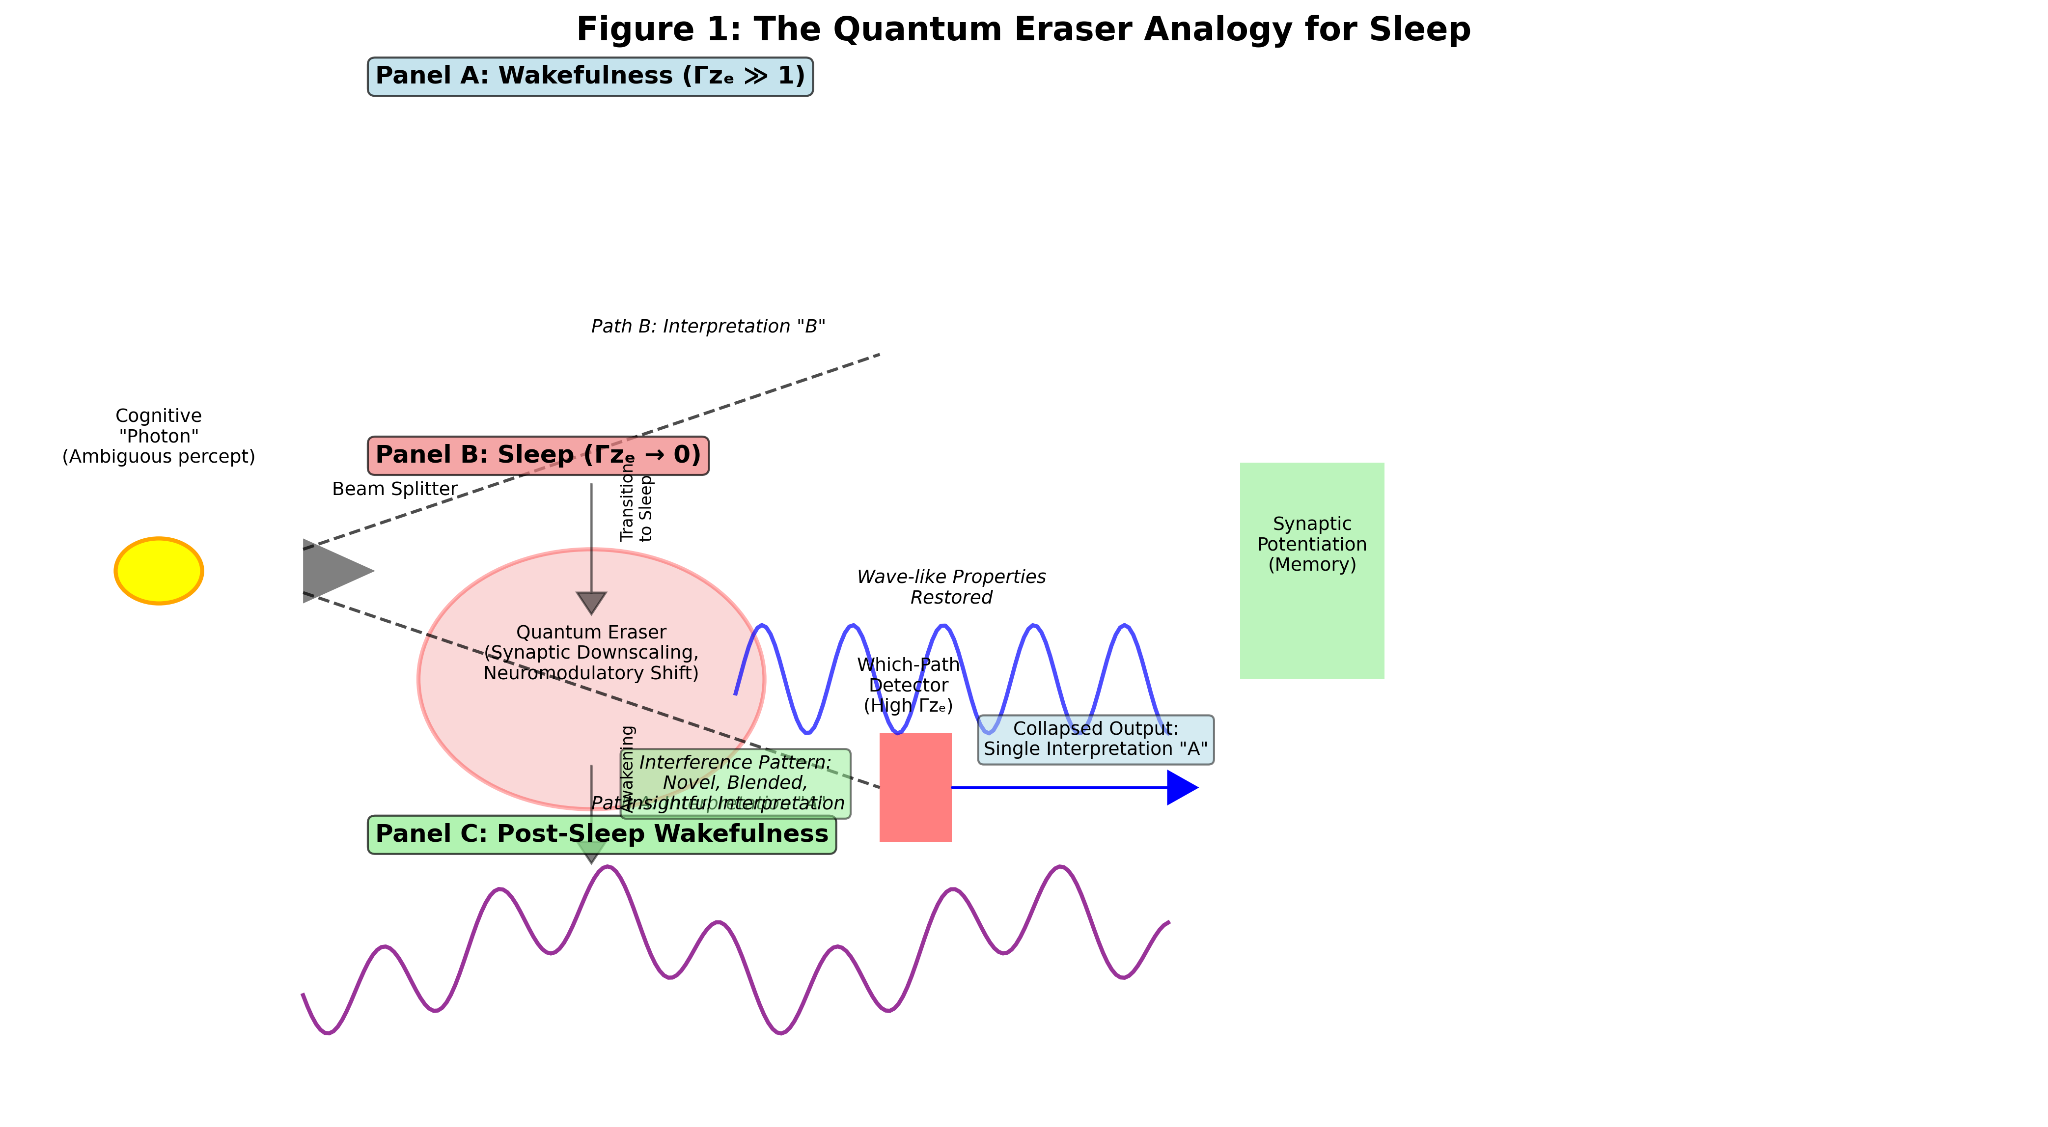 Figure 1: The Quantum Eraser Analogy for Sleep
Panel A: Wakefulness (Γzₑ ≫ 1)
Path B: Interpretation "B"
Cognitive
"Photon"
(Ambiguous percept)
Beam Splitter
Panel B: Sleep (Γzₑ → 0)
Transition
to Sleep
Synaptic
Potentiation
(Memory)
Wave-like Properties
Restored
Quantum Eraser
(Synaptic Downscaling,
Neuromodulatory Shift)
Which-Path
Detector
(High Γzₑ)
Collapsed Output:
Single Interpretation "A"
Awakening
Interference Pattern:
Novel, Blended,
Insightful Interpretation
Path A: Interpretation "A"
Panel C: Post-Sleep Wakefulness